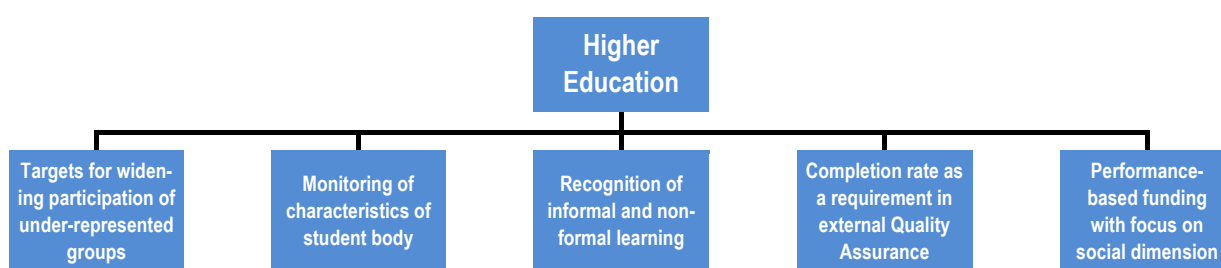 Higher
Education
Targets for widen-
ing participation of
under-represented
groups
Monitoring of
characteristics of
student body
Recognition of
informal and non-
formal learning
Completion rate as
a requirement in
external Quality
Assurance
Performance-
based funding
with focus on
social dimension